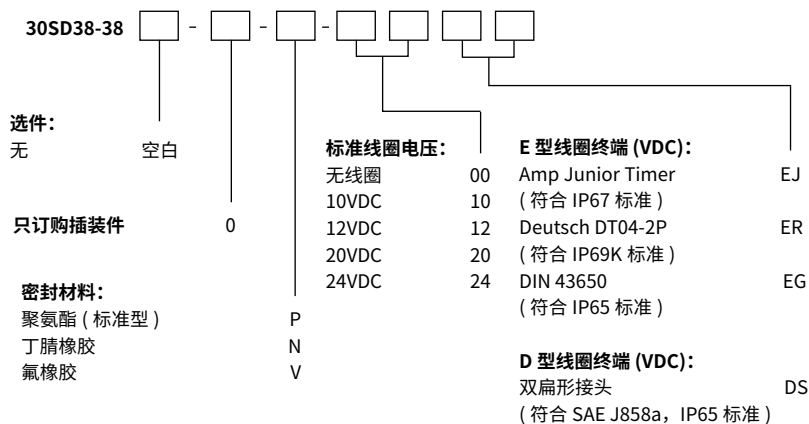 30SD38-38 - - -
选件：
无 空白
只订购插装件 0
密封材料：
聚氨酯 ( 标准型 ) P
丁腈橡胶 N
氟橡胶 V
标准线圈电压：
无线圈 00
10VDC 10
12VDC 12
20VDC 20
24VDC 24
E 型线圈终端 (VDC)：
Amp Junior Timer EJ
( 符合 IP67 标准 )
Deutsch DT04-2P ER
( 符合 IP69K 标准 )
DIN 43650 EG
( 符合 IP65 标准 )
D 型线圈终端 (VDC)：
双扁形接头 DS
( 符合 SAE J858a，IP65 标准 )